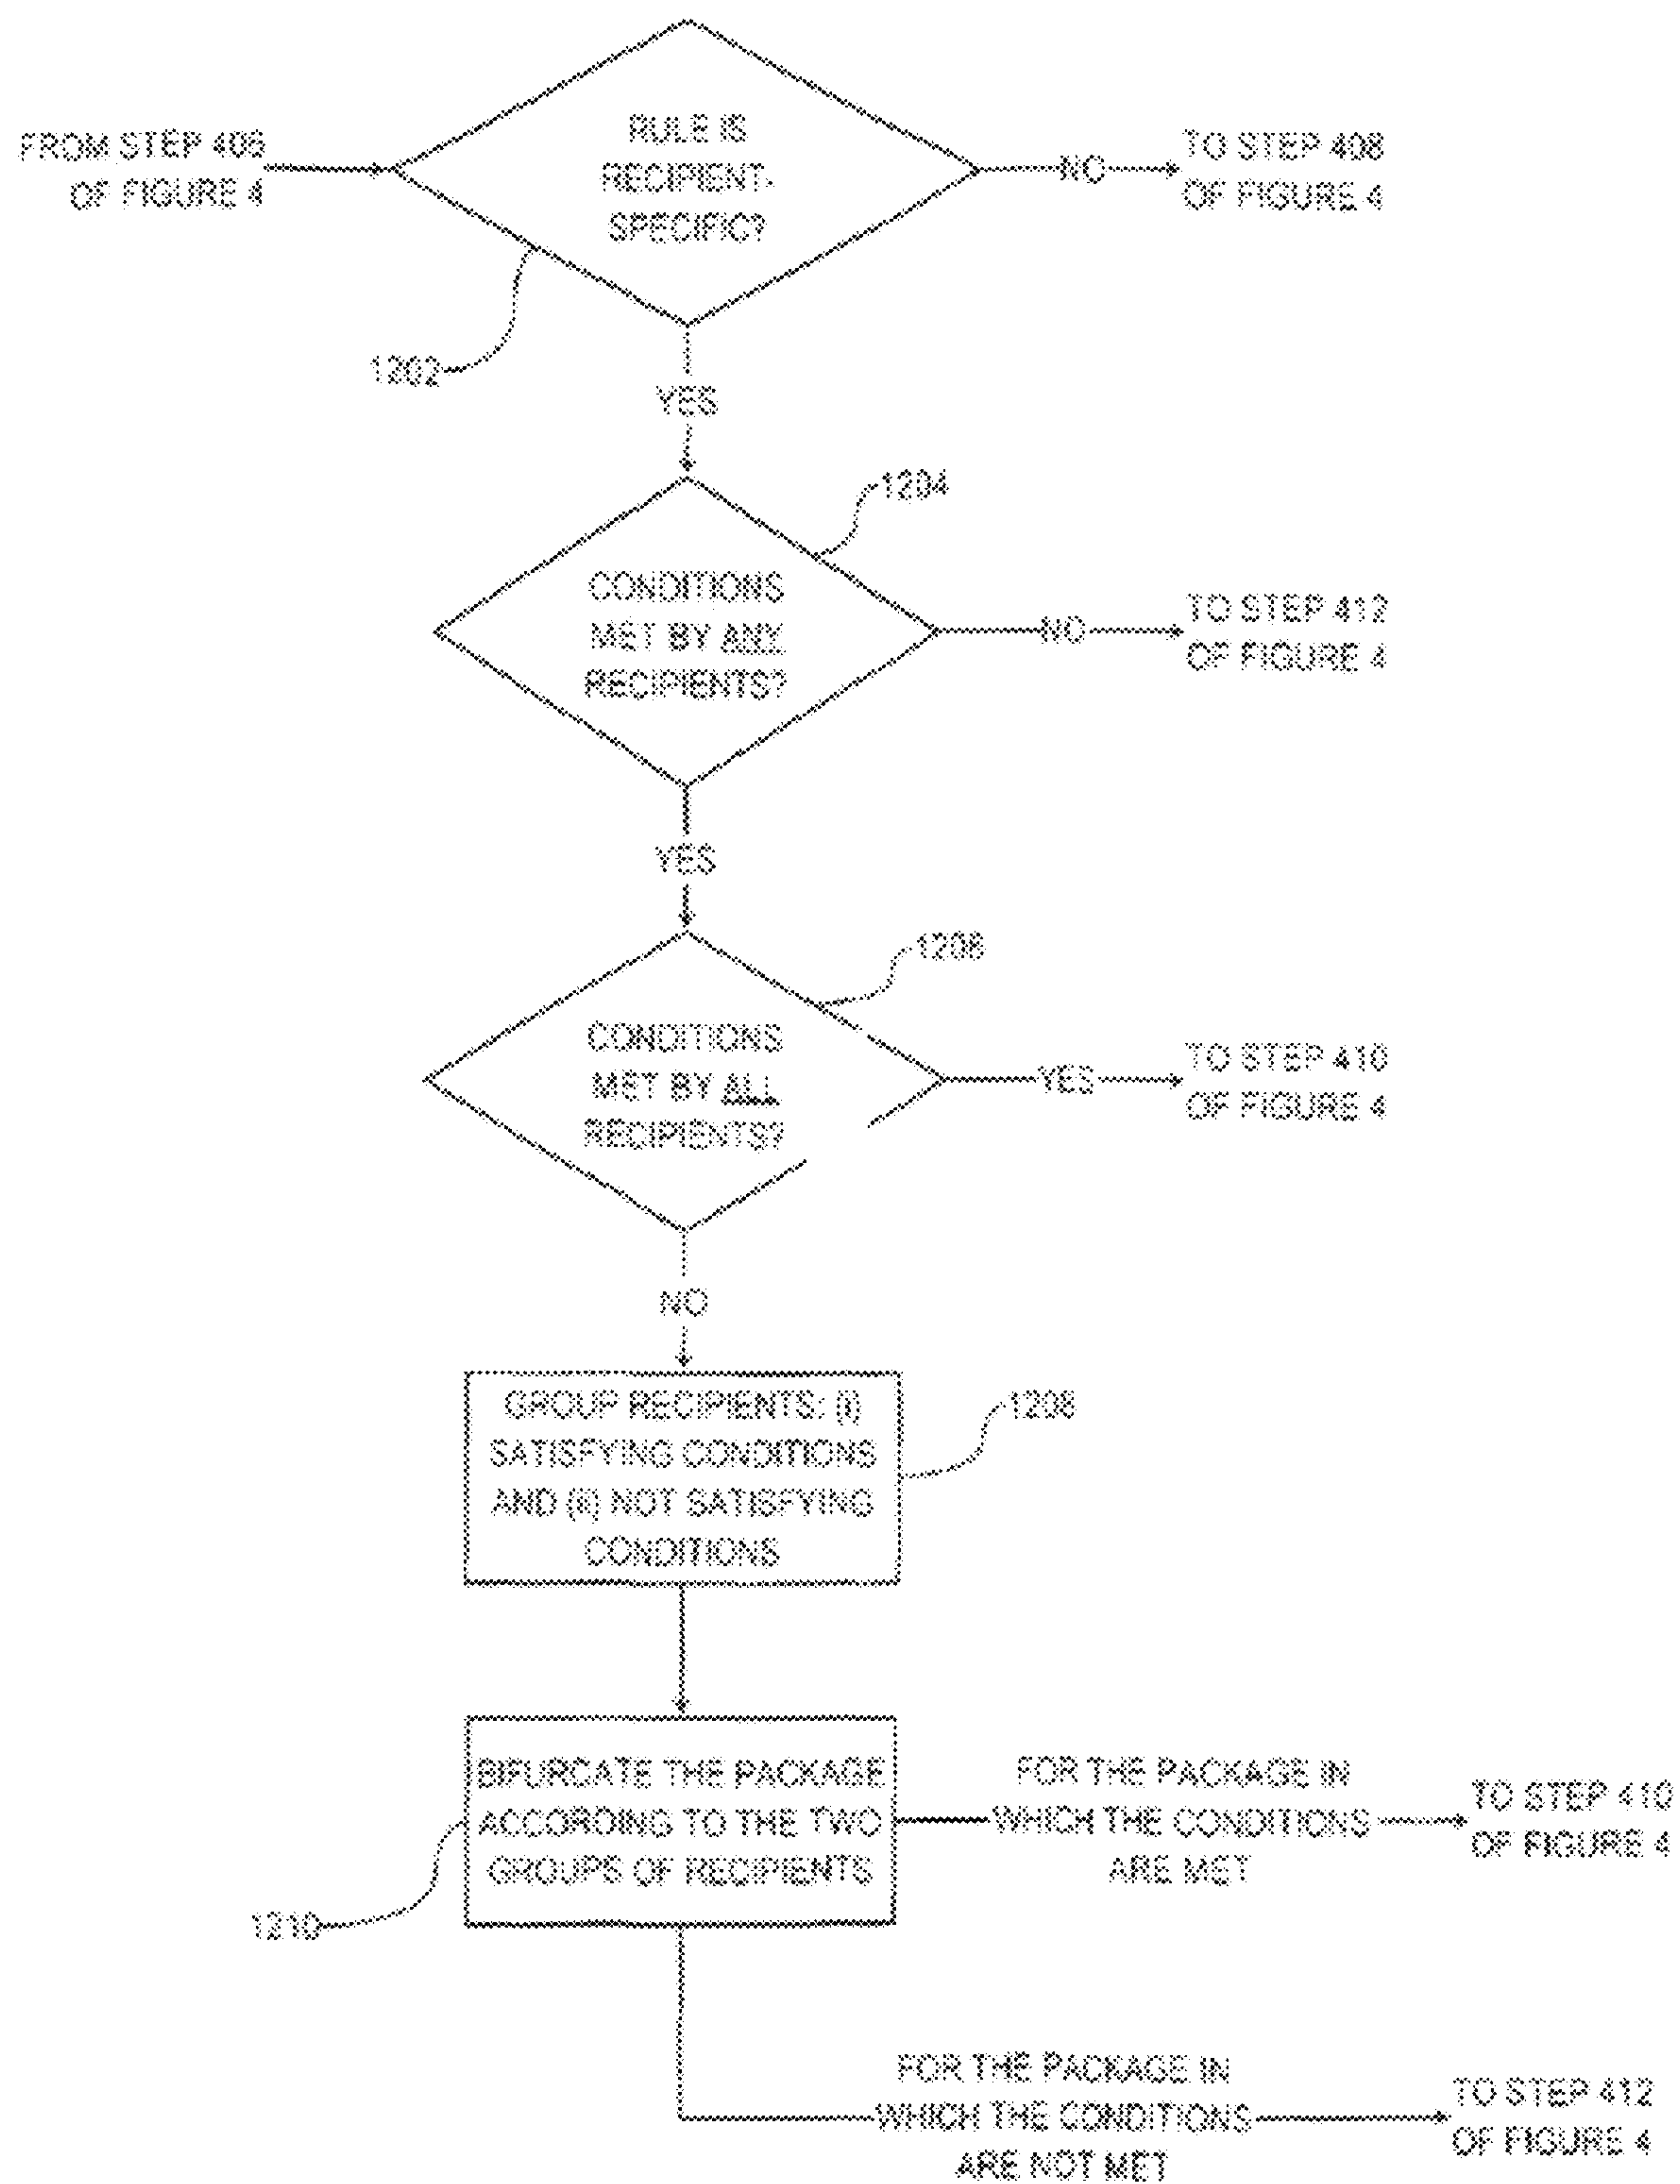 FROM STEP 406
OF FIGURE 4
RULE IS
RECIPIENT-
SPECIFIC?
NO
TO STEP 408
OF FIGURE 4
1202
YES
1204
CONDITIONS
MET BY ANY
RECIPIENTS?
NO
TO STEP 412
OF FIGURE 4
YES
1206
CONDITIONS
MET BY ALL
RECIPIENTS?
YES
TO STEP 410
OF FIGURE 4
NO
GROUP RECIPIENTS: (i)
SATISFYING CONDITIONS
AND (ii) NOT SATISFYING
CONDITIONS
1208
BIFURCATE THE PACKAGE
ACCORDING TO THE TWO
GROUPS OF RECIPIENTS
FOR THE PACKAGE IN
WHICH THE CONDITIONS
ARE MET
TO STEP 410
OF FIGURE 4
1210
FOR THE PACKAGE IN
WHICH THE CONDITIONS
ARE NOT MET
TO STEP 412
OF FIGURE 4